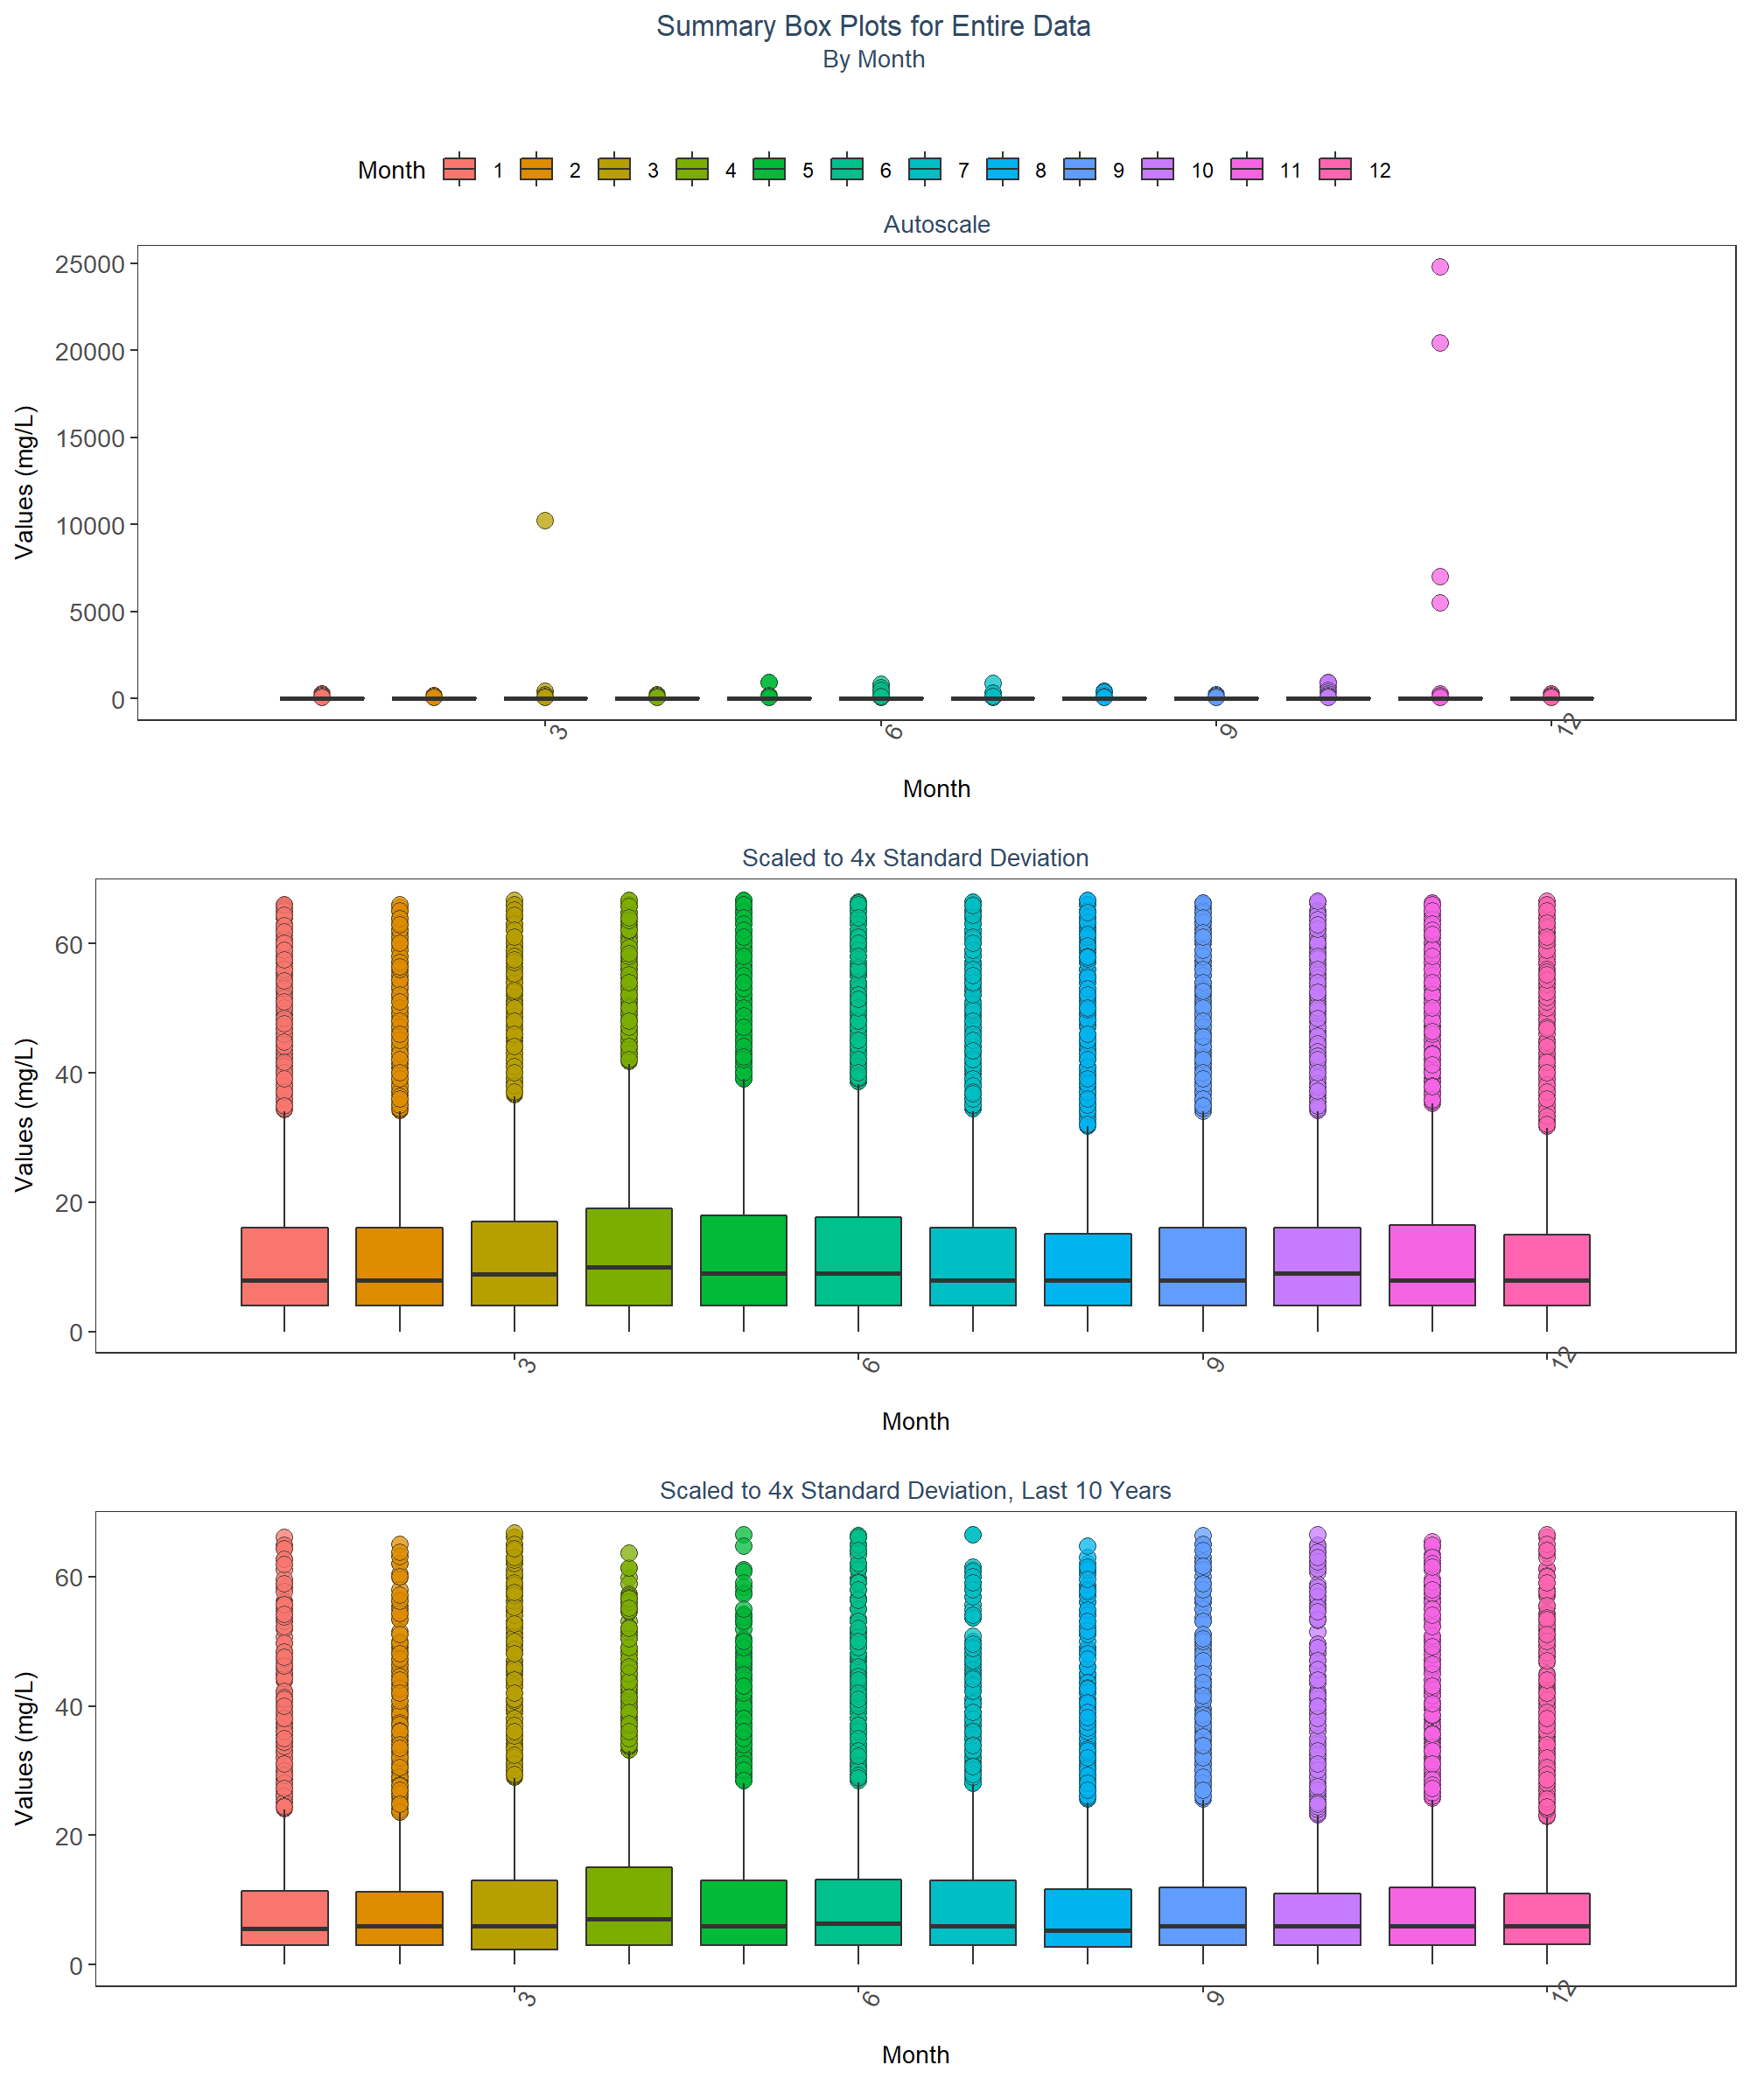 Summary Box Plots for Entire Data
By Month
Month 1 2 3 4 5 6 7 8 9 10 11 12
Autoscale
Values (mg/L)
25000
20000
15000
10000
5000
0
3 6 9 12
Month
Scaled to 4x Standard Deviation
Values (mg/L)
60
40
20
0
3 6 9 12
Month
Scaled to 4x Standard Deviation, Last 10 Years
Values (mg/L)
60
40
20
0
3 6 9 12
Month